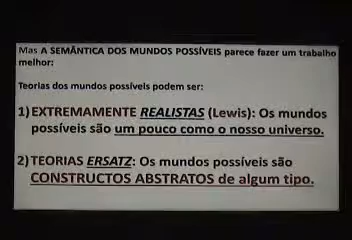 Mas A SEMÂNTICA DOS MUNDOS POSSÍVEIS parece fazer um trabalho
melhor:
Teorias dos mundos possíveis podem ser:
1) EXTREMAMENTE REALISTAS (Lewis): Os mundos
possíveis são um pouco como o nosso universo.
2) TEORIAS ERSATZ: Os mundos possíveis são
CONSTRUCTOS ABSTRATOS de algum tipo.